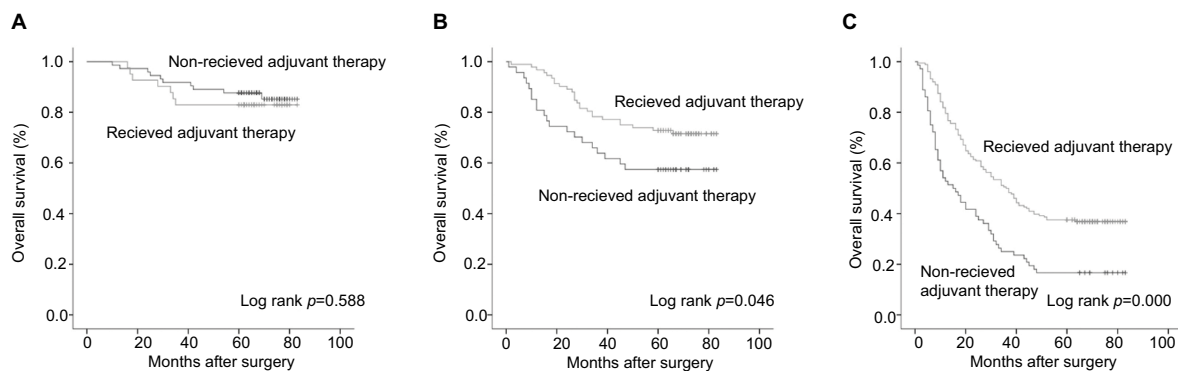 A
Overall survival (%)
1.0
0.8
0.6
0.4
0.2
0.0
Non-recieved adjuvant therapy
Recieved adjuvant therapy
Log rank p=0.588
0 20 40 60 80 100
Months after surgery
B
Overall survival (%)
1.0
0.8
0.6
0.4
0.2
0.0
Recieved adjuvant therapy
Non-recieved adjuvant therapy
Log rank p=0.046
0 20 40 60 80 100
Months after surgery
C
Overall survival (%)
1.0
0.8
0.6
0.4
0.2
0.0
Recieved adjuvant therapy
Non-recieved
adjuvant therapy
Log rank p=0.000
0 20 40 60 80 100
Months after surgery